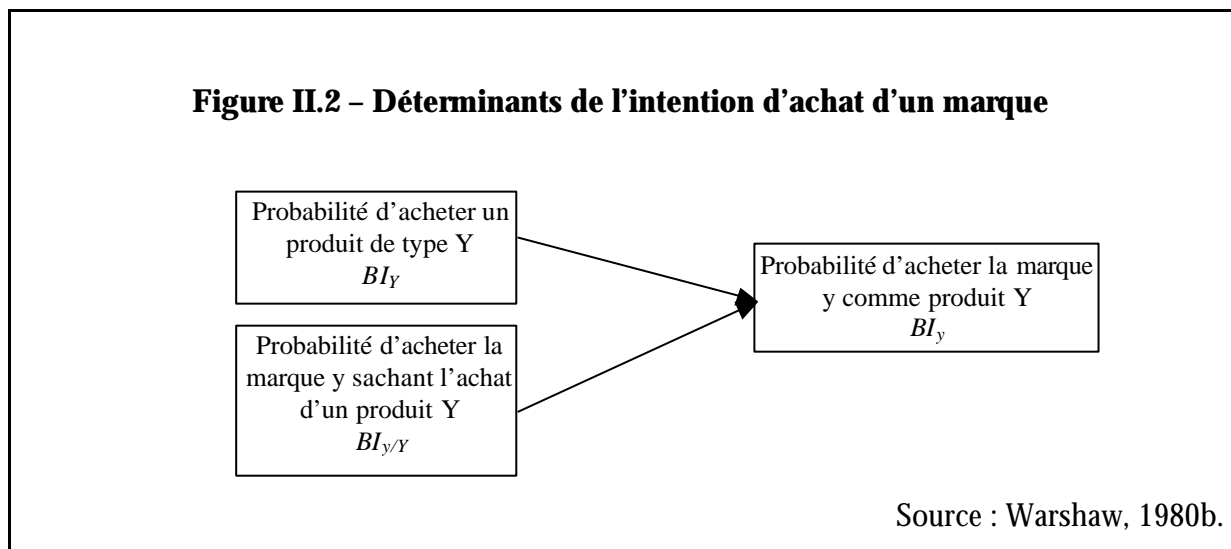 Figure II.2 – Déterminants de l'intention d'achat d'un marque
Probabilité d'acheter un
produit de type Y
BI_Y
Probabilité d'acheter la
marque y sachant l'achat
d'un produit Y
BI_y/Y
Probabilité d'acheter la marque
y comme produit Y
BI_y
Source : Warshaw, 1980b.